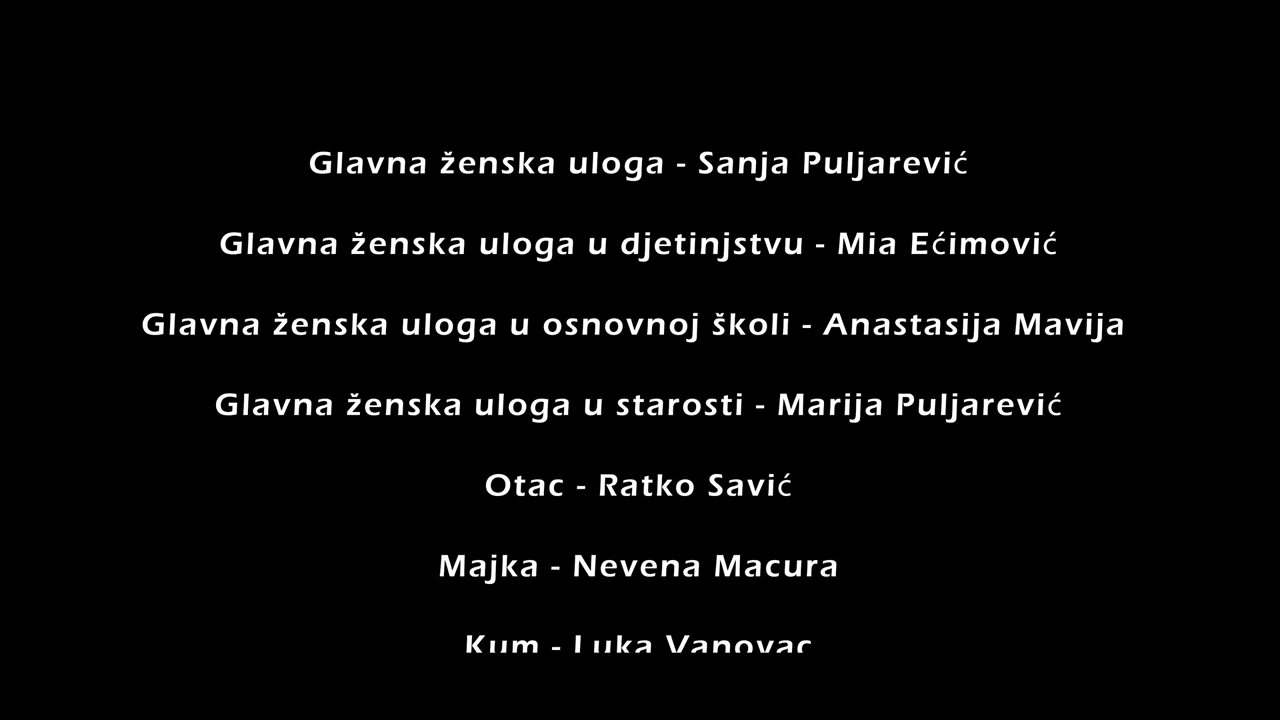 Glavna ženska uloga - Sanja Puljarević
Glavna ženska uloga u djetinjstvu - Mia Ećimović
Glavna ženska uloga u osnovnoj školi - Anastasija Mavija
Glavna ženska uloga u starosti - Marija Puljarević
Otac - Ratko Savić
Majka - Nevena Macura
Kum - Luka Vanovac